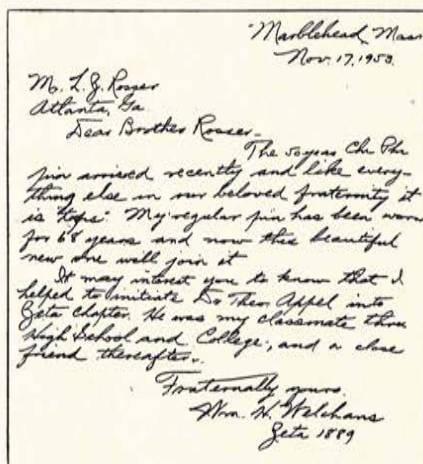 Marblehead, Mass
Nov. 17, 1953.
Mr. L. Z. Rosser
Atlanta, Ga
Dear Brother Rosser—
The 50 year Chi Phi
pin arrived recently and like every-
thing else in our beloved fraternity it
is "tops". My regular pin has been worn
for 68 years and now this beautiful
new one will join it
It may interest you to know that I
helped to initiate Dr Theo. Appel into
Zeta chapter. He was my classmate thru
High School and College, and a close
friend thereafter.
Fraternally yours.
Wm. H. Welchans
Zeta 1889